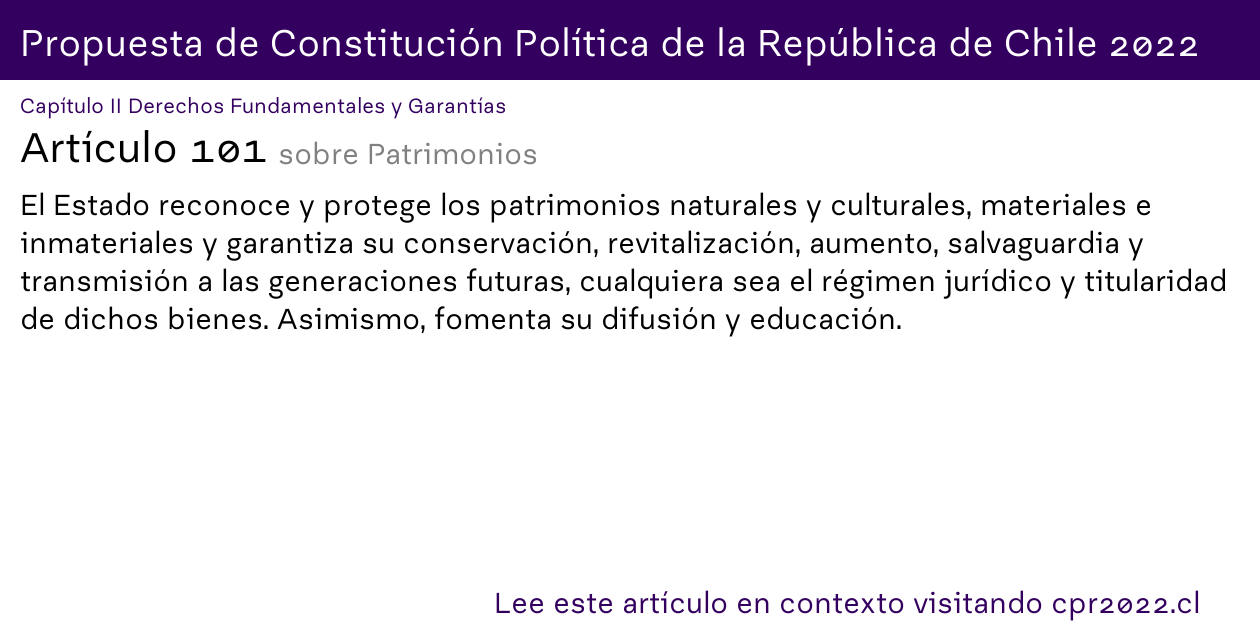 Propuesta de Constitución Política de la República de Chile 2022
Capítulo II Derechos Fundamentales y Garantías
Artículo 101 sobre Patrimonios
El Estado reconoce y protege los patrimonios naturales y culturales, materiales e
inmateriales y garantiza su conservación, revitalización, aumento, salvaguardia y
transmisión a las generaciones futuras, cualquiera sea el régimen jurídico y titularidad
de dichos bienes. Asimismo, fomenta su difusión y educación.
Lee este artículo en contexto visitando cpr2022.cl